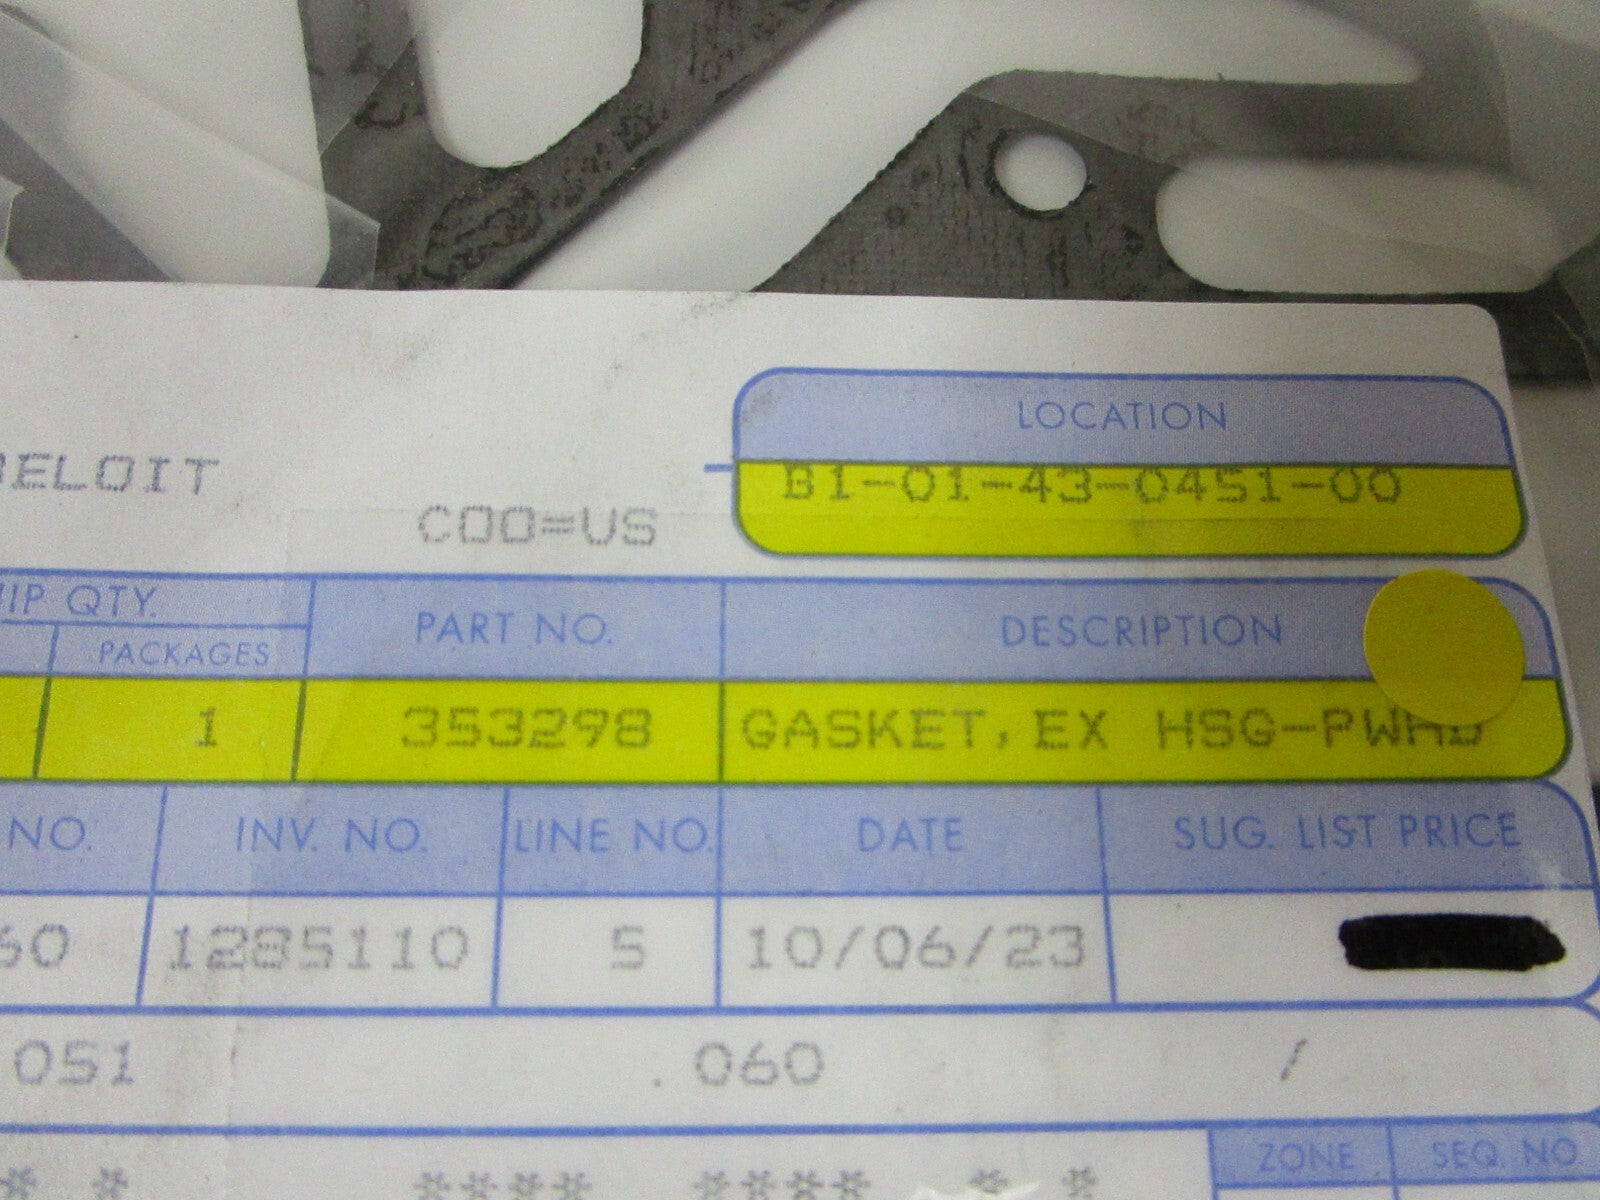 LOCATION
BELOIT
B1-01-43-0451-00
COO=US
QTY.
PACKAGES PART NO. DESCRIPTION
1 353298 GASKET, EX HSG-PWHD
NO. INV. NO. LINE NO. DATE SUG. LIST PRICE
60 1285110 5 10/06/23
051 .060 /
ZONE SEQ. NO
* * **** **** * *